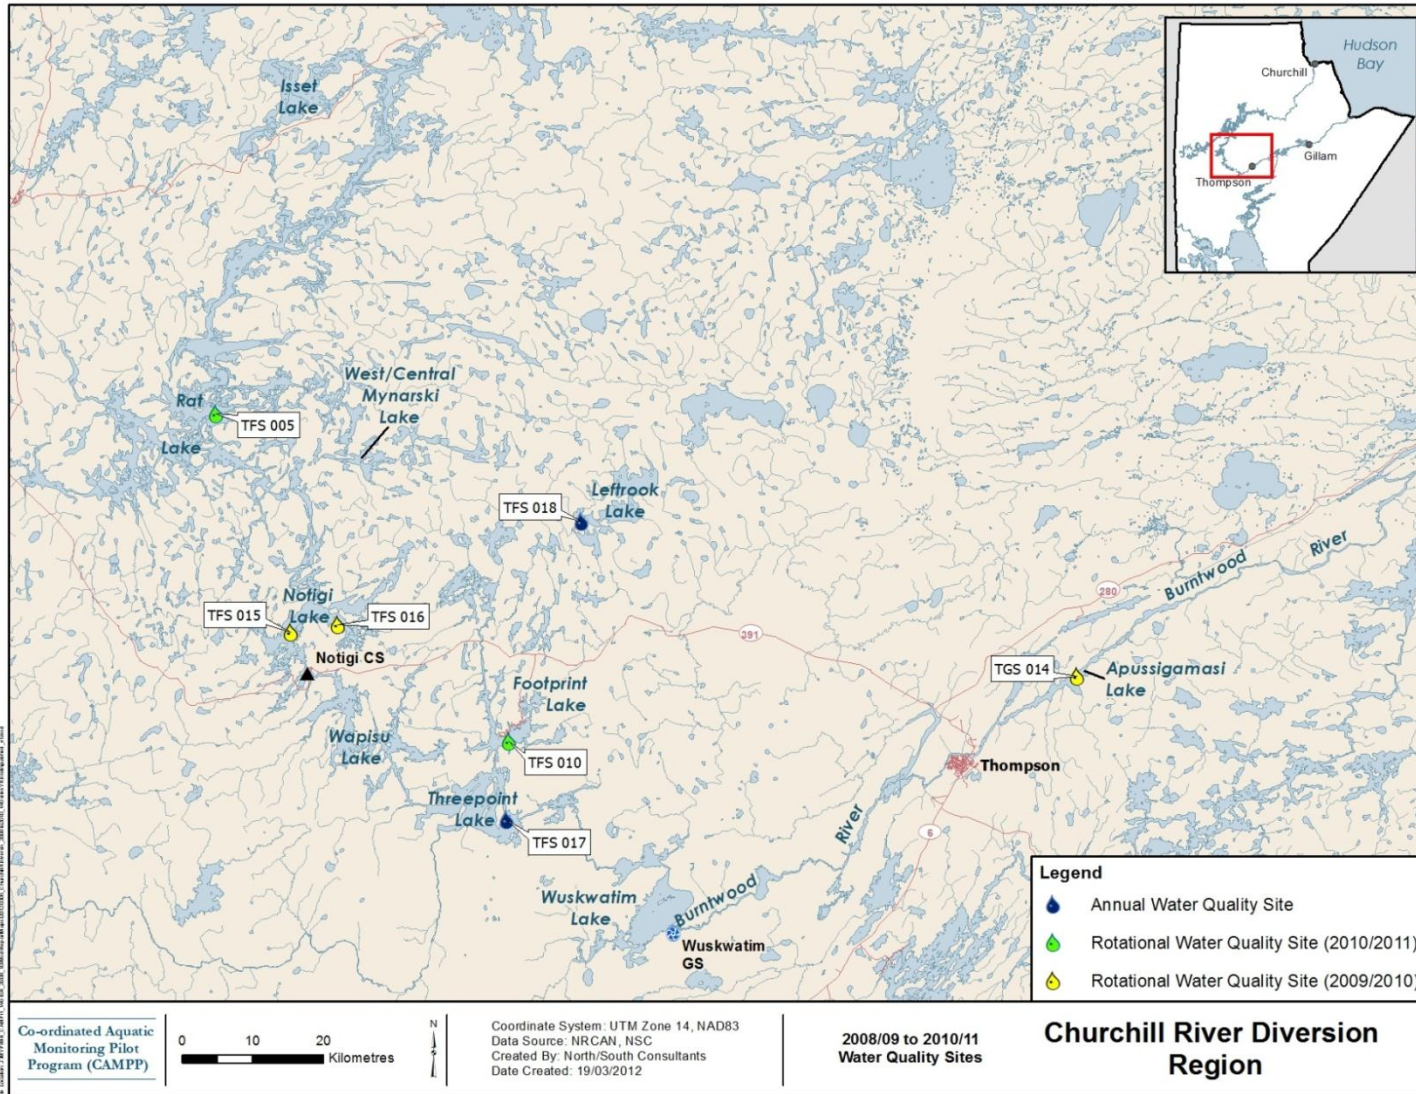 Isset
Lake
Hudson
Bay
Churchill
Gillam
Thompson
West/Central
Mynarski
Lake
Rat
Lake
TFS 005
TFS 018
Leftrook
Lake
Notigi
Lake
TFS 015
TFS 016
Notigi CS
391
280
Burntwood
River
TGS 014
Apussigamasi
Lake
Footprint
Lake
TFS 010
Wapisu
Lake
Thompson
Threepoint
Lake
TFS 017
6
River
Burntwood
Wuskwatim
Lake
Wuskwatim
GS
Legend
Annual Water Quality Site
Rotational Water Quality Site (2010/2011)
Rotational Water Quality Site (2009/2010)
Co-ordinated Aquatic
Monitoring Pilot
Program (CAMPP)
0 10 20
Kilometres
N
Coordinate System: UTM Zone 14, NAD83
Data Source: NRCAN, NSC
Created By: North/South Consultants
Date Created: 19/03/2012
2008/09 to 2010/11
Water Quality Sites
Churchill River Diversion
Region